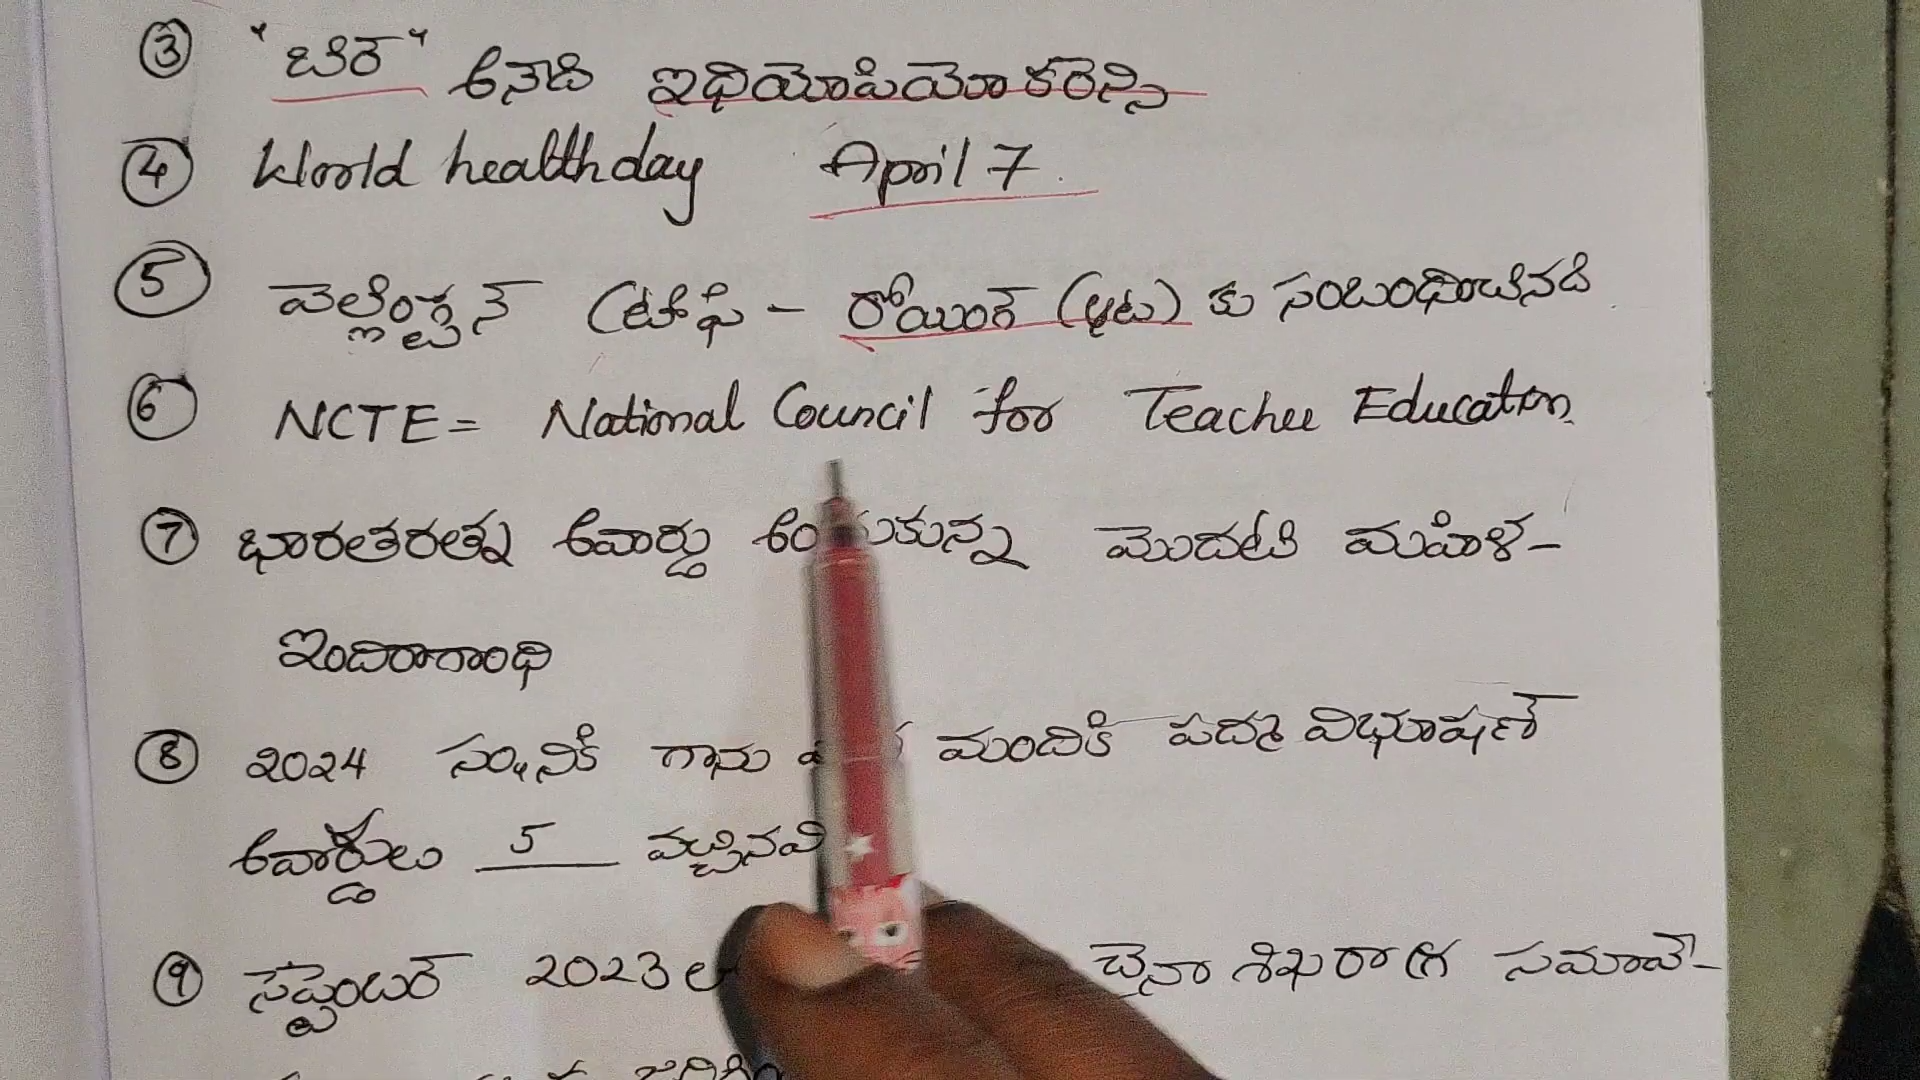 ③ "బిర" అనేది ఇథియోపియా కరెన్సీ
④ World health day April 7.
⑤ వెల్లింగ్టన్ ట్రోఫీ - రోయింగ్ (ఆట) కు సంబంధించినది
⑥ NCTE = National Council for Teacher Education.
⑦ భారతరత్న అవార్డు మొదటి మహిళ -
ఇందిరాగాంధీ
⑧ 2024 సం,,నికి గాను మందికి పద్మ విభూషణ్
అవార్డులు 5 వచ్చినవి
⑨ సెప్టెంబర్ 2023 చైనా శిఖరాగ్ర సమావే-